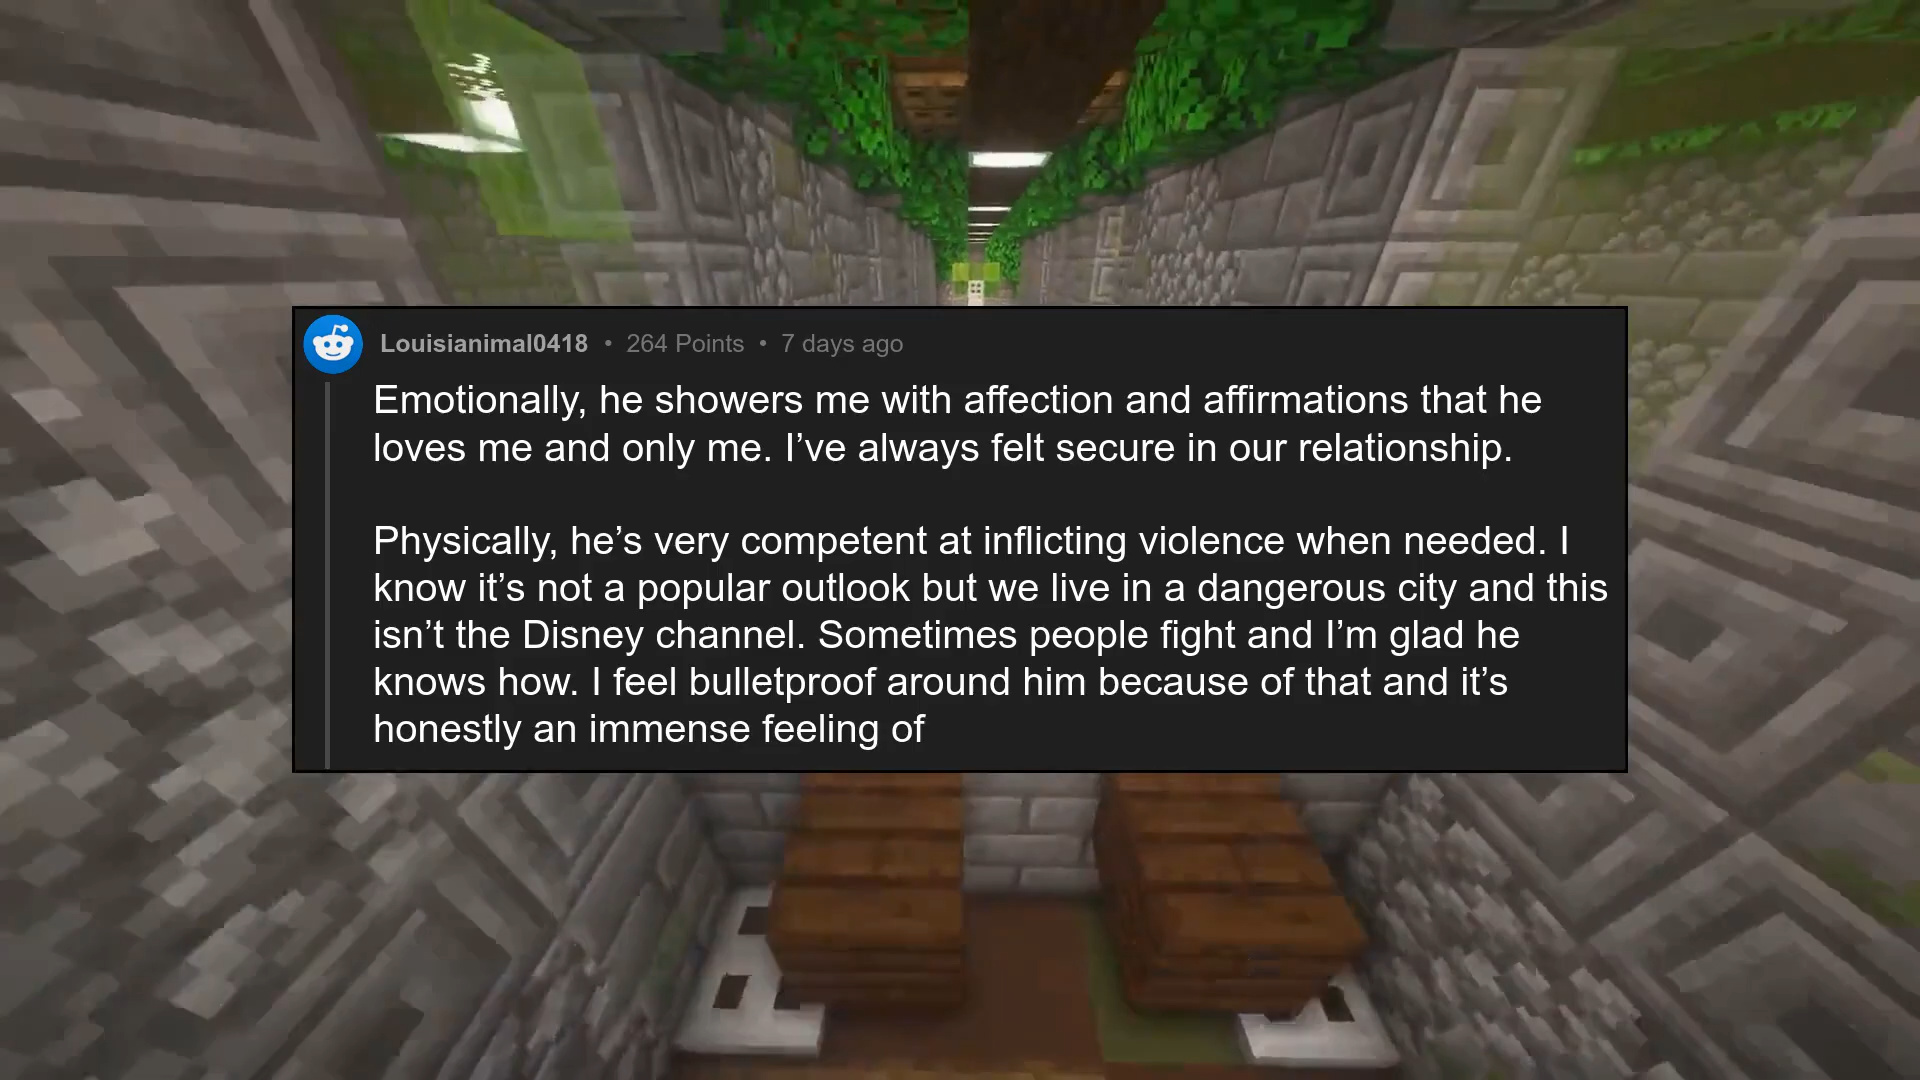 Louisianimal0418 • 264 Points • 7 days ago
Emotionally, he showers me with affection and affirmations that he
loves me and only me. I’ve always felt secure in our relationship.
Physically, he’s very competent at inflicting violence when needed. I
know it’s not a popular outlook but we live in a dangerous city and this
isn’t the Disney channel. Sometimes people fight and I’m glad he
knows how. I feel bulletproof around him because of that and it’s
honestly an immense feeling of